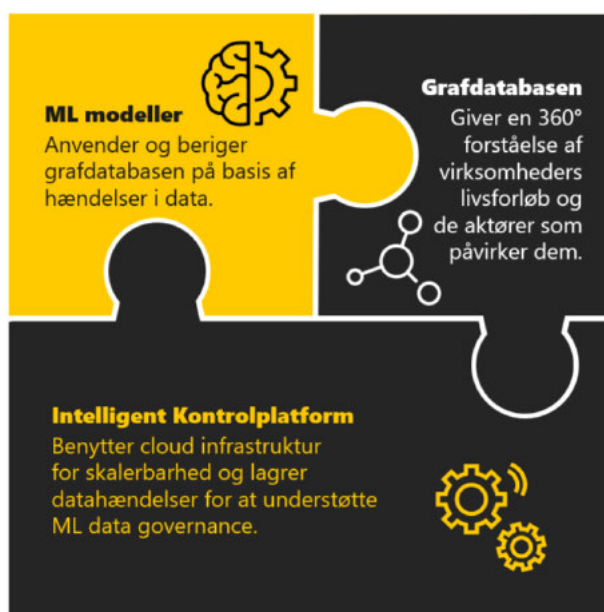 ML modeller
Anvender og beriger
grafdatabasen på basis af
hændelser i data.
Grafdatabasen
Giver en 360°
forståelse af
virksomheders
livsforløb og
de aktører som
påvirker dem.
Intelligent Kontrolplatform
Benytter cloud infrastruktur
for skalerbarhed og lagrer
datahændelser for at understøtte
ML data governance.